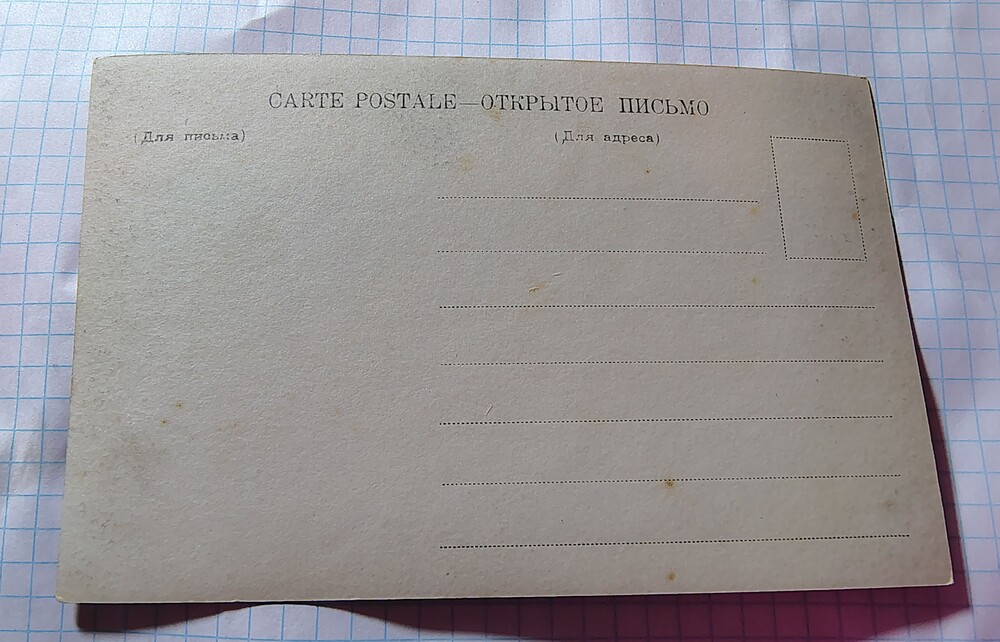 CARTE POSTALE—ОТКРЫТОЕ ПИСЬМО
(Для письма)
(Для адреса)